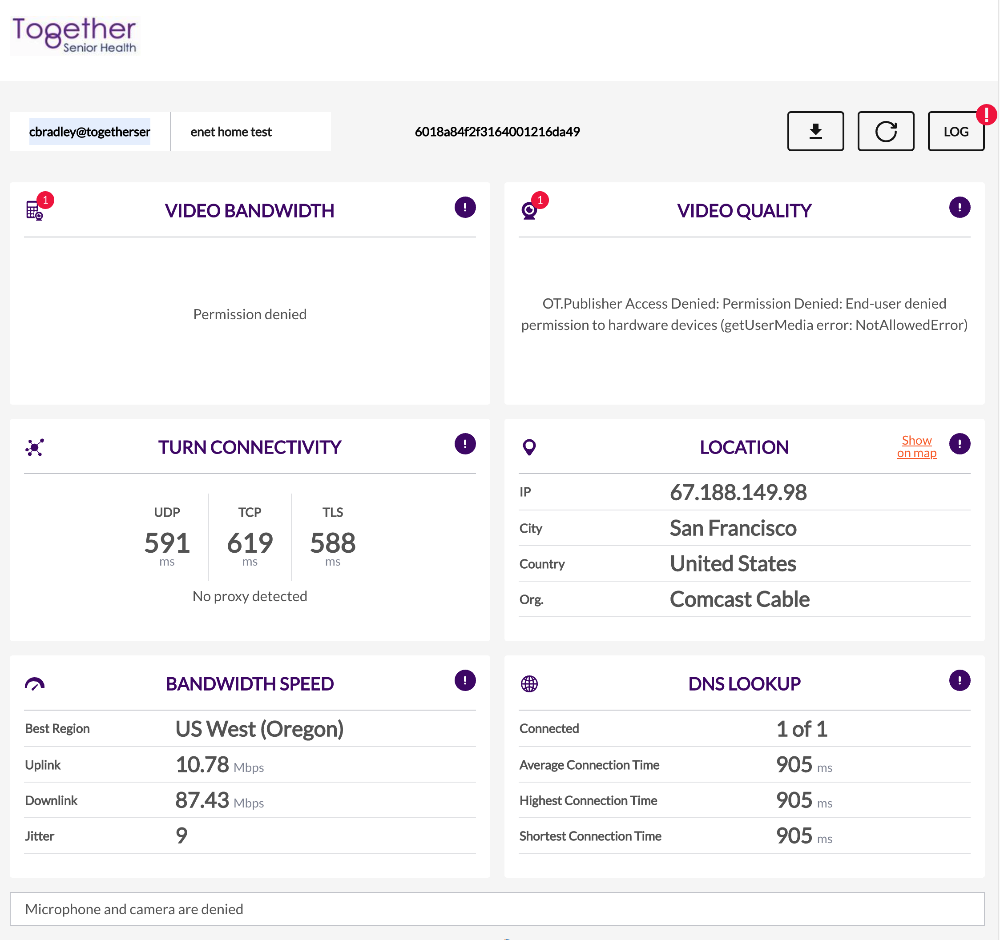 Together
Senior Health
cbradley@togetherser
enet home test
6018a84f2f3164001216da49
LOG
!
1
VIDEO BANDWIDTH
!
Permission denied
1
VIDEO QUALITY
!
OT.Publisher Access Denied: Permission Denied: End-user denied
permission to hardware devices (getUserMedia error: NotAllowedError)
TURN CONNECTIVITY
!
UDP TCP TLS
591 619 588
ms ms ms
No proxy detected
LOCATION
Show
on map
!
IP 67.188.149.98
City San Francisco
Country United States
Org. Comcast Cable
BANDWIDTH SPEED
!
Best Region US West (Oregon)
Uplink 10.78 Mbps
Downlink 87.43 Mbps
Jitter 9
DNS LOOKUP
!
Connected 1 of 1
Average Connection Time 905 ms
Highest Connection Time 905 ms
Shortest Connection Time 905 ms
Microphone and camera are denied